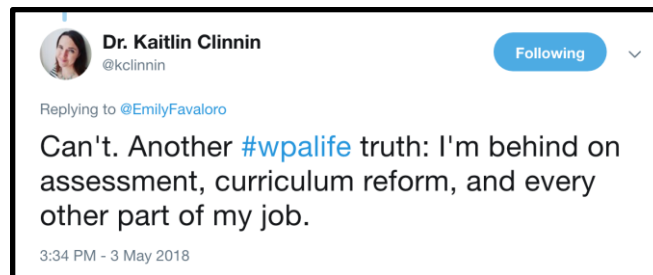 Dr. Kaitlin Clinnin
@kclinnin
Following
Replying to @EmilyFavaloro
Can't. Another #wpalife truth: I'm behind on
assessment, curriculum reform, and every
other part of my job.
3:34 PM - 3 May 2018